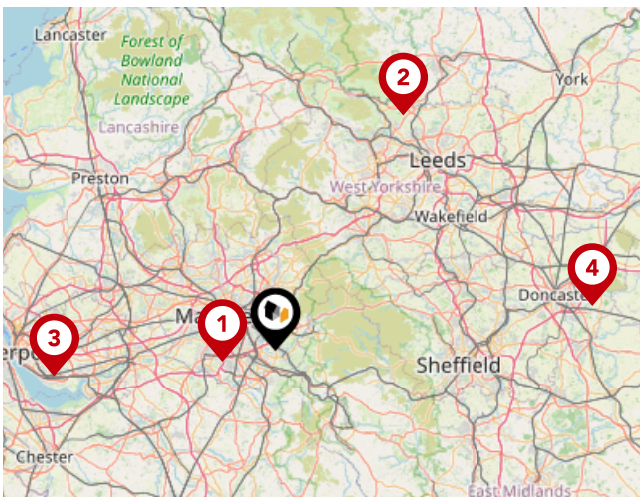 Lancaster
Forest of
Bowland
National
Landscape
York
2
Lancashire
Leeds
Preston
West Yorkshire
Wakefield
4
Doncaste
1
3
Sheffield
Chester
East Midlands